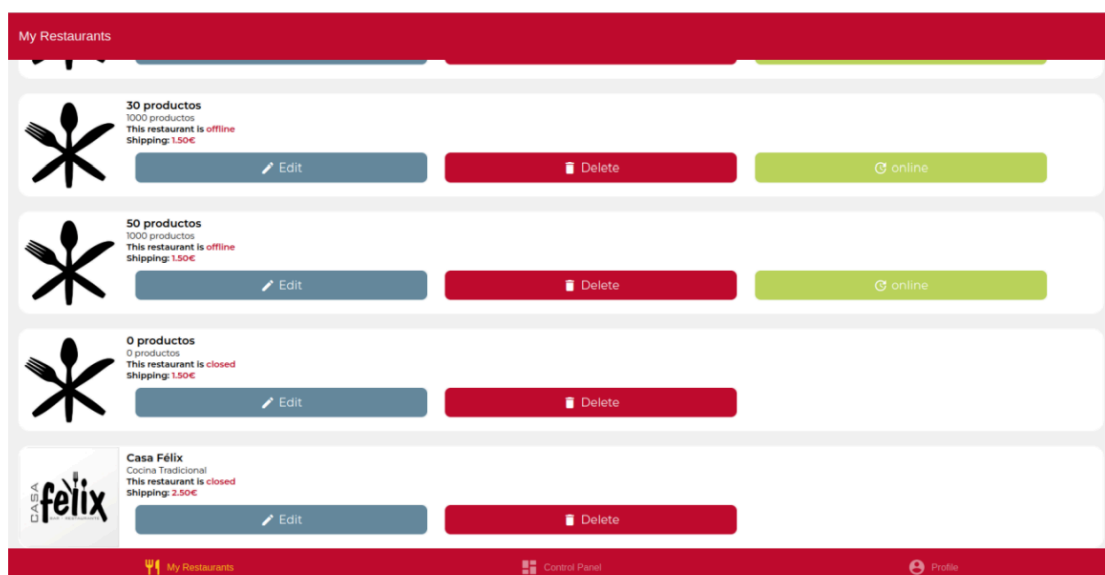 My Restaurants
30 productos
1000 productos
This restaurant is offline
Shipping: 1.50€
Edit
Delete
online
50 productos
1000 productos
This restaurant is offline
Shipping: 1.50€
Edit
Delete
online
0 productos
0 productos
This restaurant is closed
Shipping: 1.50€
Edit
Delete
Casa Félix
Cocina Tradicional
This restaurant is closed
Shipping: 2.50€
CASA
felix
BAR - RESTAURANTE
Edit
Delete
My Restaurants
Control Panel
Profile